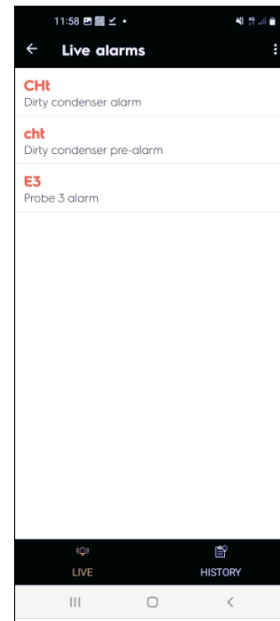 11:58
Live alarms
CHt
Dirty condenser alarm
cht
Dirty condenser pre-alarm
E3
Probe 3 alarm
LIVE
HISTORY